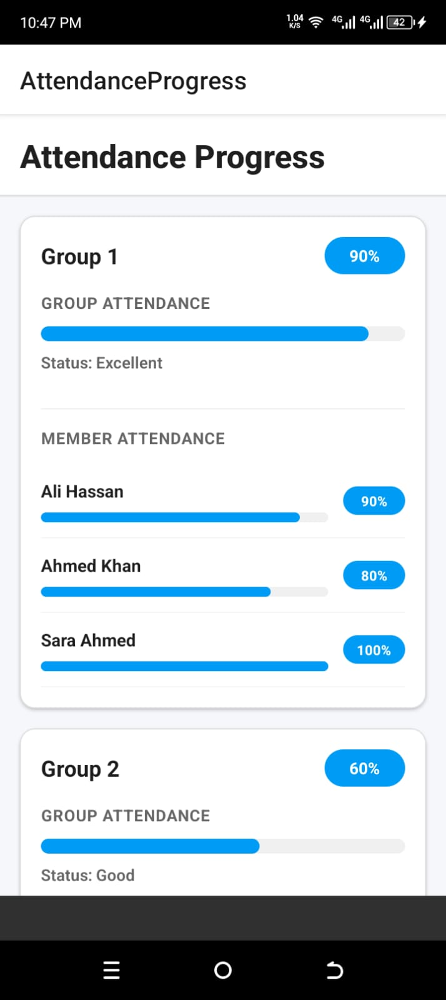 10:47 PM
1.04 K/S 4G 4G 42
AttendanceProgress
Attendance Progress
Group 1
90%
GROUP ATTENDANCE
Status: Excellent
MEMBER ATTENDANCE
Ali Hassan
90%
Ahmed Khan
80%
Sara Ahmed
100%
Group 2
60%
GROUP ATTENDANCE
Status: Good